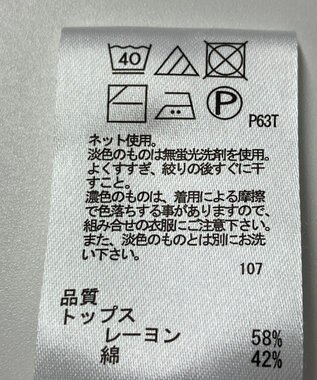 40
P
P63T
ネット使用。
淡色のものは無蛍光洗剤を使用。
よくすすぎ、絞りの後すぐに干
すこと。
濃色のものは、着用による摩擦
で色落ちする事がありますので、
組み合せの衣服にご注意下さい。
また、淡色のものとは別にお洗
い下さい。
107
品質
トップス
レーヨン 58%
綿 42%